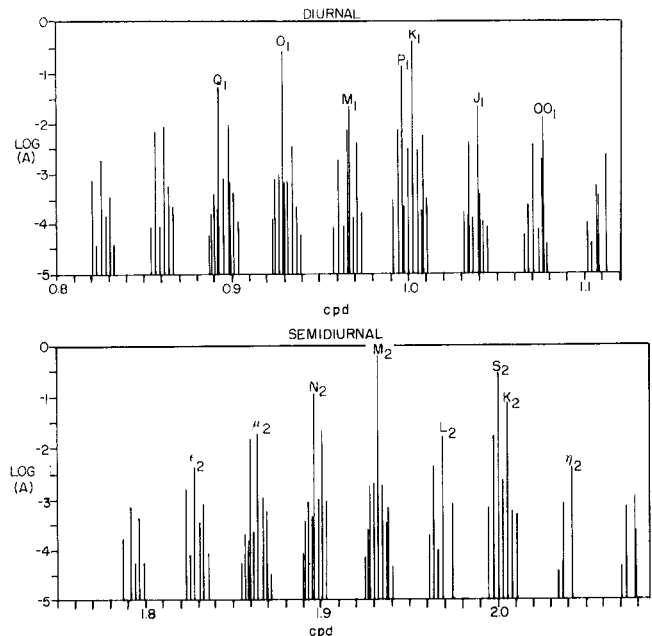 DIURNAL
0
-1
-2
-3
-4
-5
LOG
(A)
Q1
O1
M1
P1
K1
J1
OO1
0.8
0.9
1.0
1.1
cpd
SEMIDIURNAL
0
-1
-2
-3
-4
-5
LOG
(A)
μ2
N2
M2
L2
S2
K2
η2
1.8
1.9
2.0
cpd